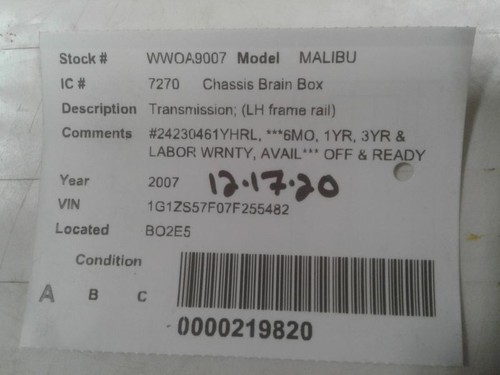 Stock # WWOA9007 Model MALIBU
IC # 7270 Chassis Brain Box
Description Transmission; (LH frame rail)
Comments #24230461YHRL, ***6MO, 1YR, 3YR &
LABOR WRNTY, AVAIL*** OFF & READY
Year 2007 12.17.20
VIN 1G1ZS57F07F255482
Located BO2E5
Condition
A B C
0000219820